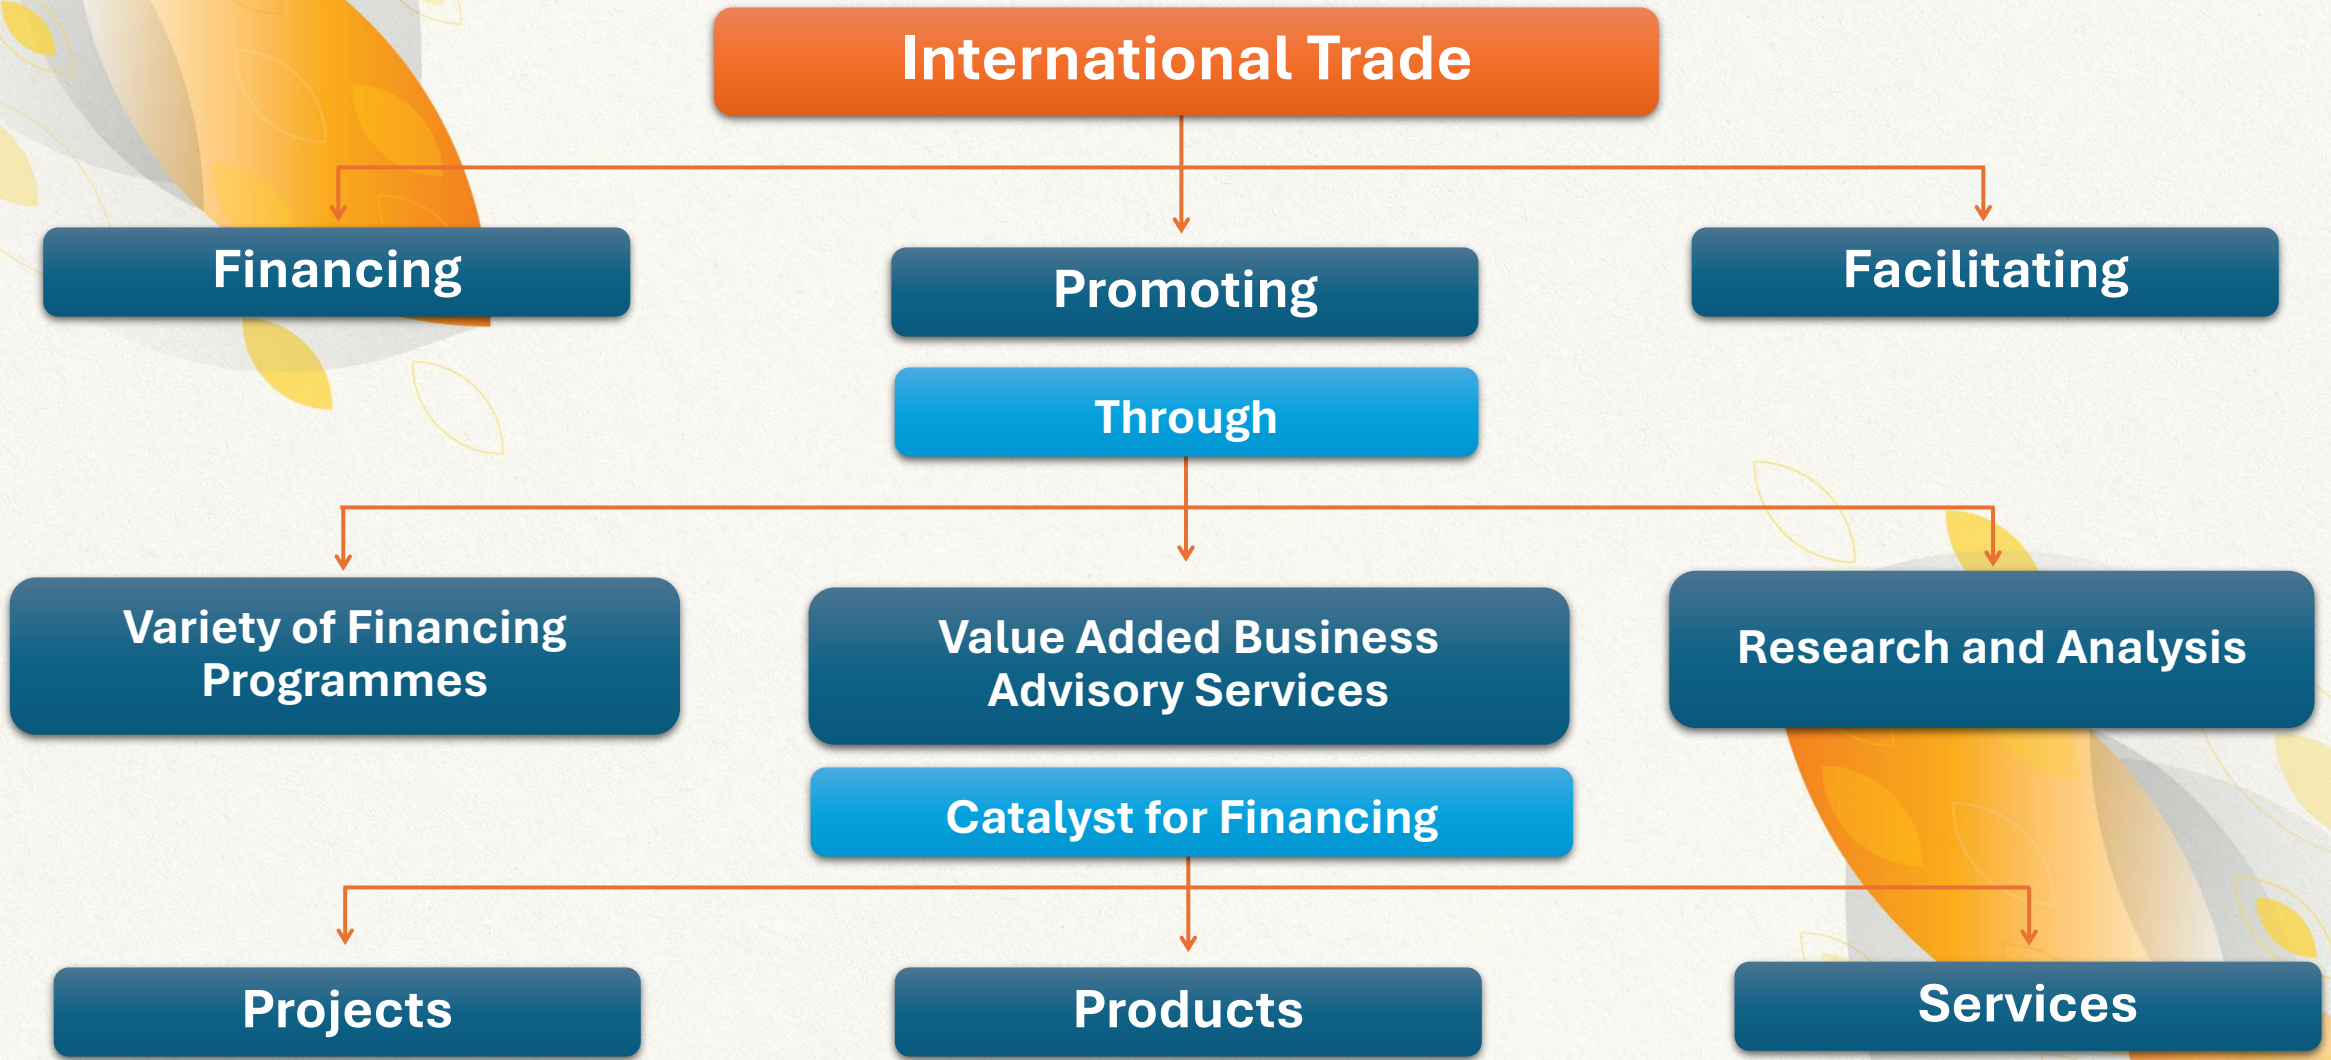 International Trade
Financing
Promoting
Facilitating
Through
Variety of Financing
Programmes
Value Added Business
Advisory Services
Research and Analysis
Catalyst for Financing
Projects
Products
Services